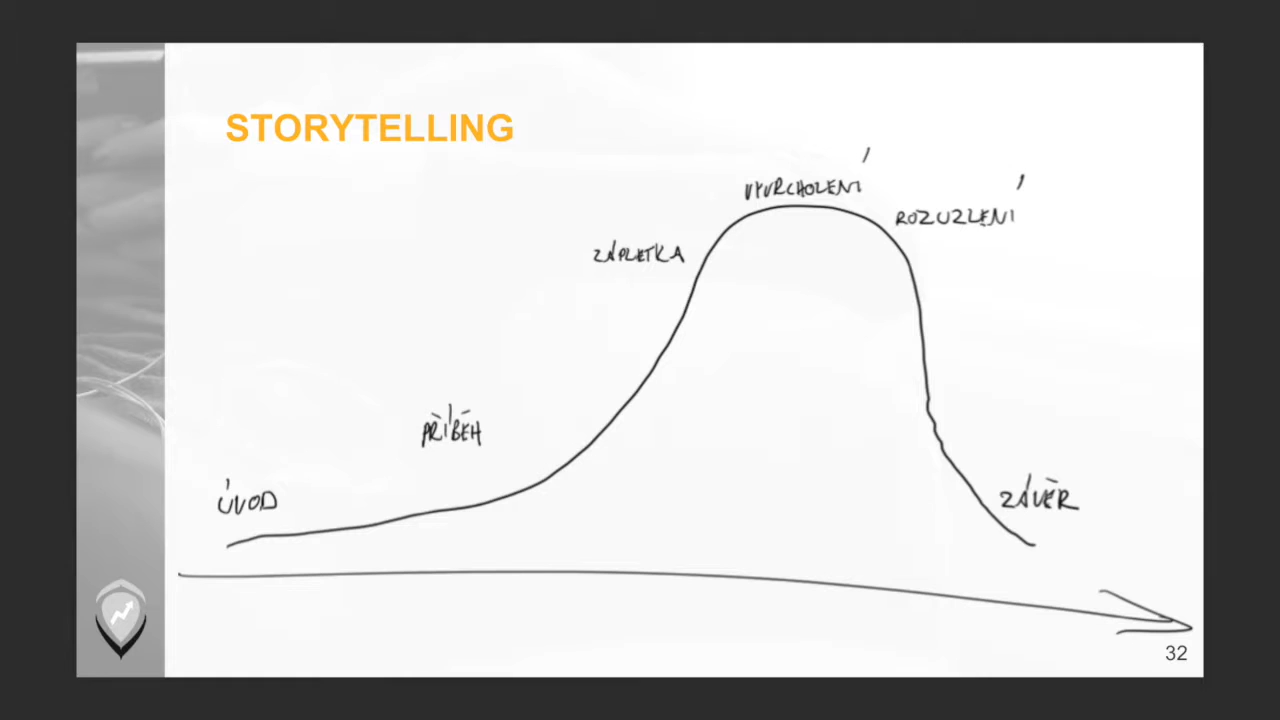 STORYTELLING
ÚVOD
PŘÍBĚH
ZÁPLETKA
VYVRCHOLENÍ
ROZUZLENÍ
ZÁVĚR
32